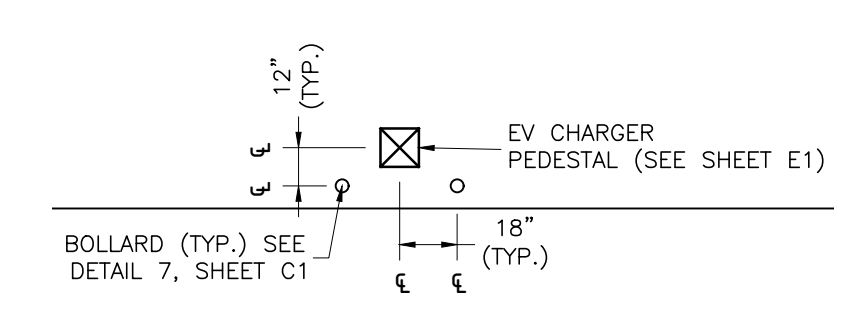 12"
(TYP.)
EV CHARGER
PEDESTAL (SEE SHEET E1)
℄
℄
BOLLARD (TYP.) SEE
DETAIL 7, SHEET C1
18"
(TYP.)
℄ ℄